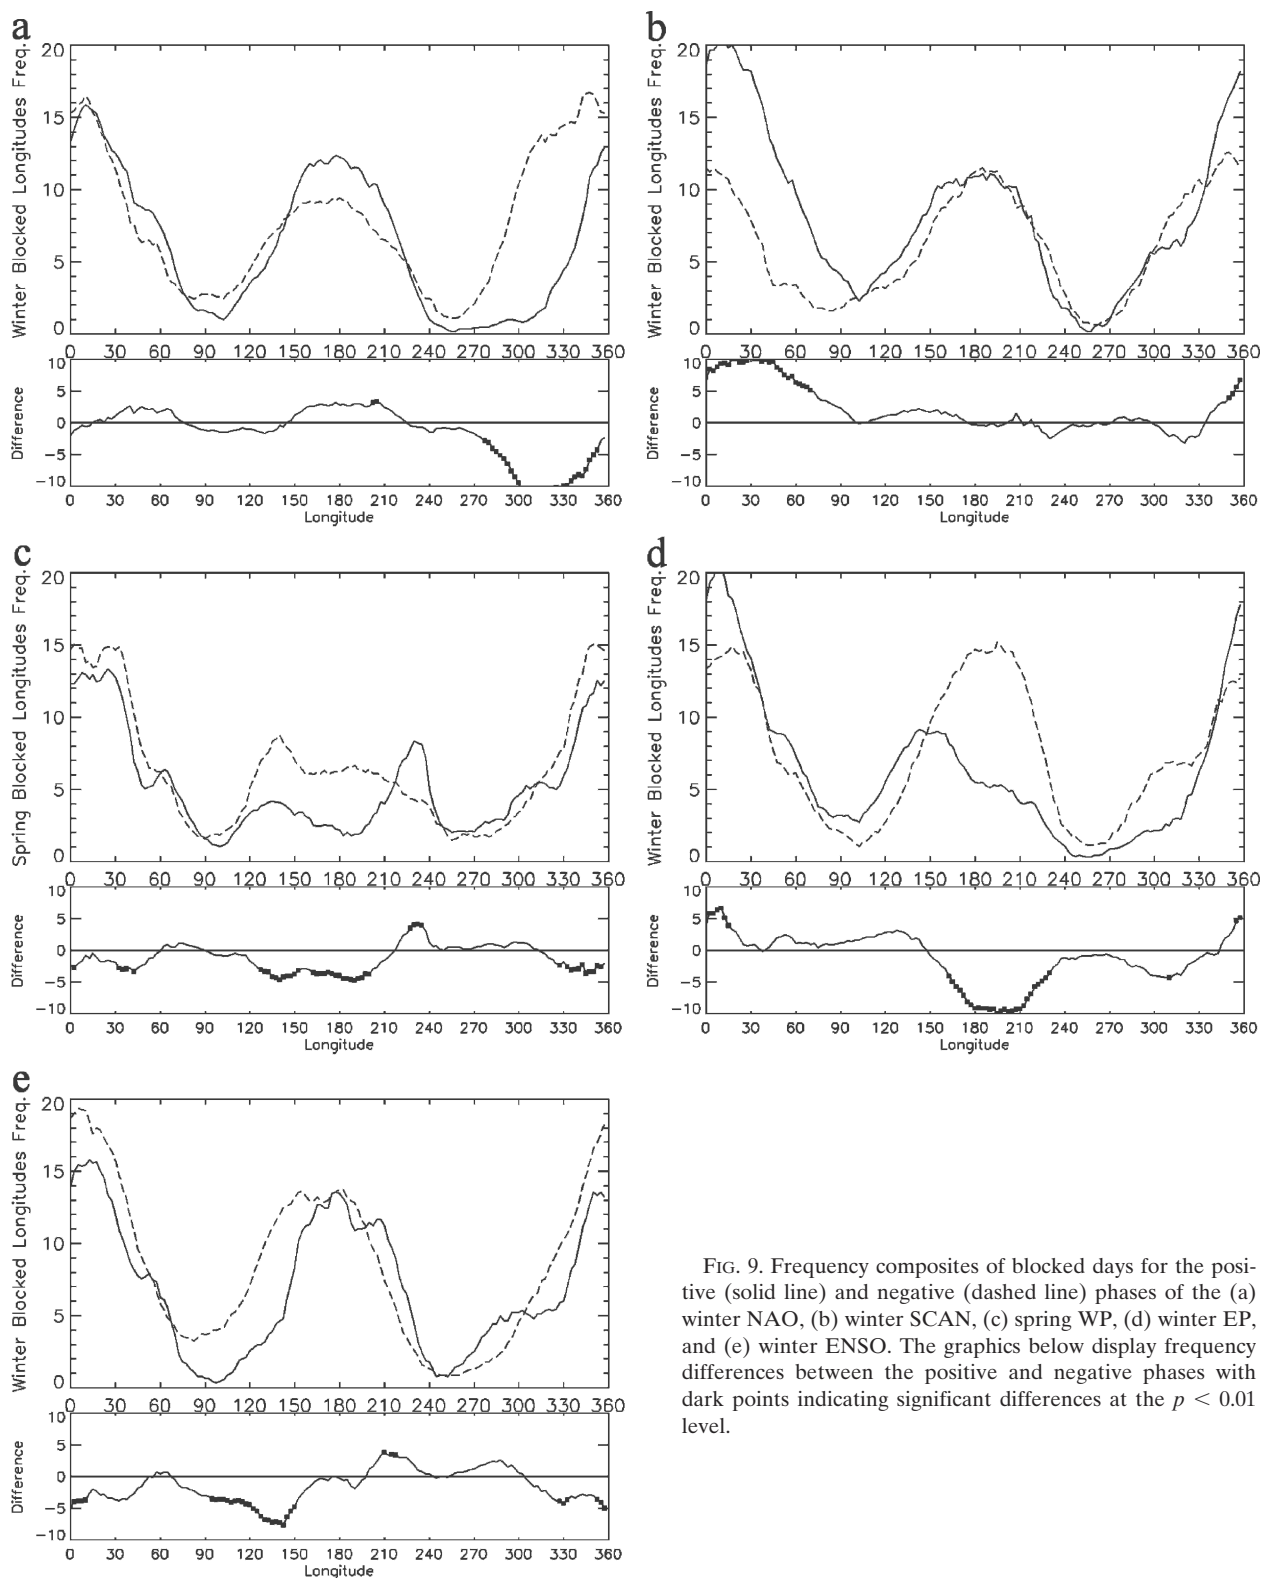 a
Winter Blocked Longitudes Freq.
20
15
10
5
0
0 30 60 90 120 150 180 210 240 270 300 330 360
Difference
10
5
0
−5
−10
0 30 60 90 120 150 180 210 240 270 300 330 360
Longitude
b
Winter Blocked Longitudes Freq.
20
15
10
5
0
0 30 60 90 120 150 180 210 240 270 300 330 360
Difference
10
5
0
−5
−10
0 30 60 90 120 150 180 210 240 270 300 330 360
Longitude
c
Spring Blocked Longitudes Freq.
20
15
10
5
0
0 30 60 90 120 150 180 210 240 270 300 330 360
Difference
10
5
0
−5
−10
0 30 60 90 120 150 180 210 240 270 300 330 360
Longitude
d
Winter Blocked Longitudes Freq.
20
15
10
5
0
0 30 60 90 120 150 180 210 240 270 300 330 360
Difference
10
5
0
−5
−10
0 30 60 90 120 150 180 210 240 270 300 330 360
Longitude
e
Winter Blocked Longitudes Freq.
20
15
10
5
0
0 30 60 90 120 150 180 210 240 270 300 330 360
Difference
10
5
0
−5
−10
0 30 60 90 120 150 180 210 240 270 300 330 360
Longitude
FIG. 9. Frequency composites of blocked days for the posi-
tive (solid line) and negative (dashed line) phases of the (a)
winter NAO, (b) winter SCAN, (c) spring WP, (d) winter EP,
and (e) winter ENSO. The graphics below display frequency
differences between the positive and negative phases with
dark points indicating significant differences at the p < 0.01
level.